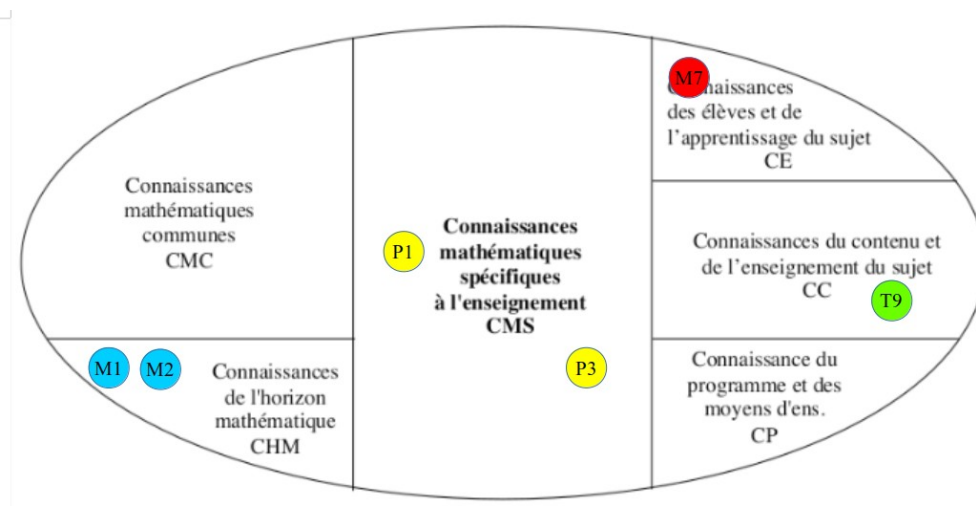 Connaissances
mathématiques
communes
CMC
M1
M2
Connaissances
de l'horizon
mathématique
CHM
P1
Connaissances
mathématiques
spécifiques
à l'enseignement
CMS
P3
M7
naissances
des élèves et de
l'apprentissage du sujet
CE
Connaissances du contenu et
de l'enseignement du sujet
CC
T9
Connaissance du
programme et des
moyens d'ens.
CP